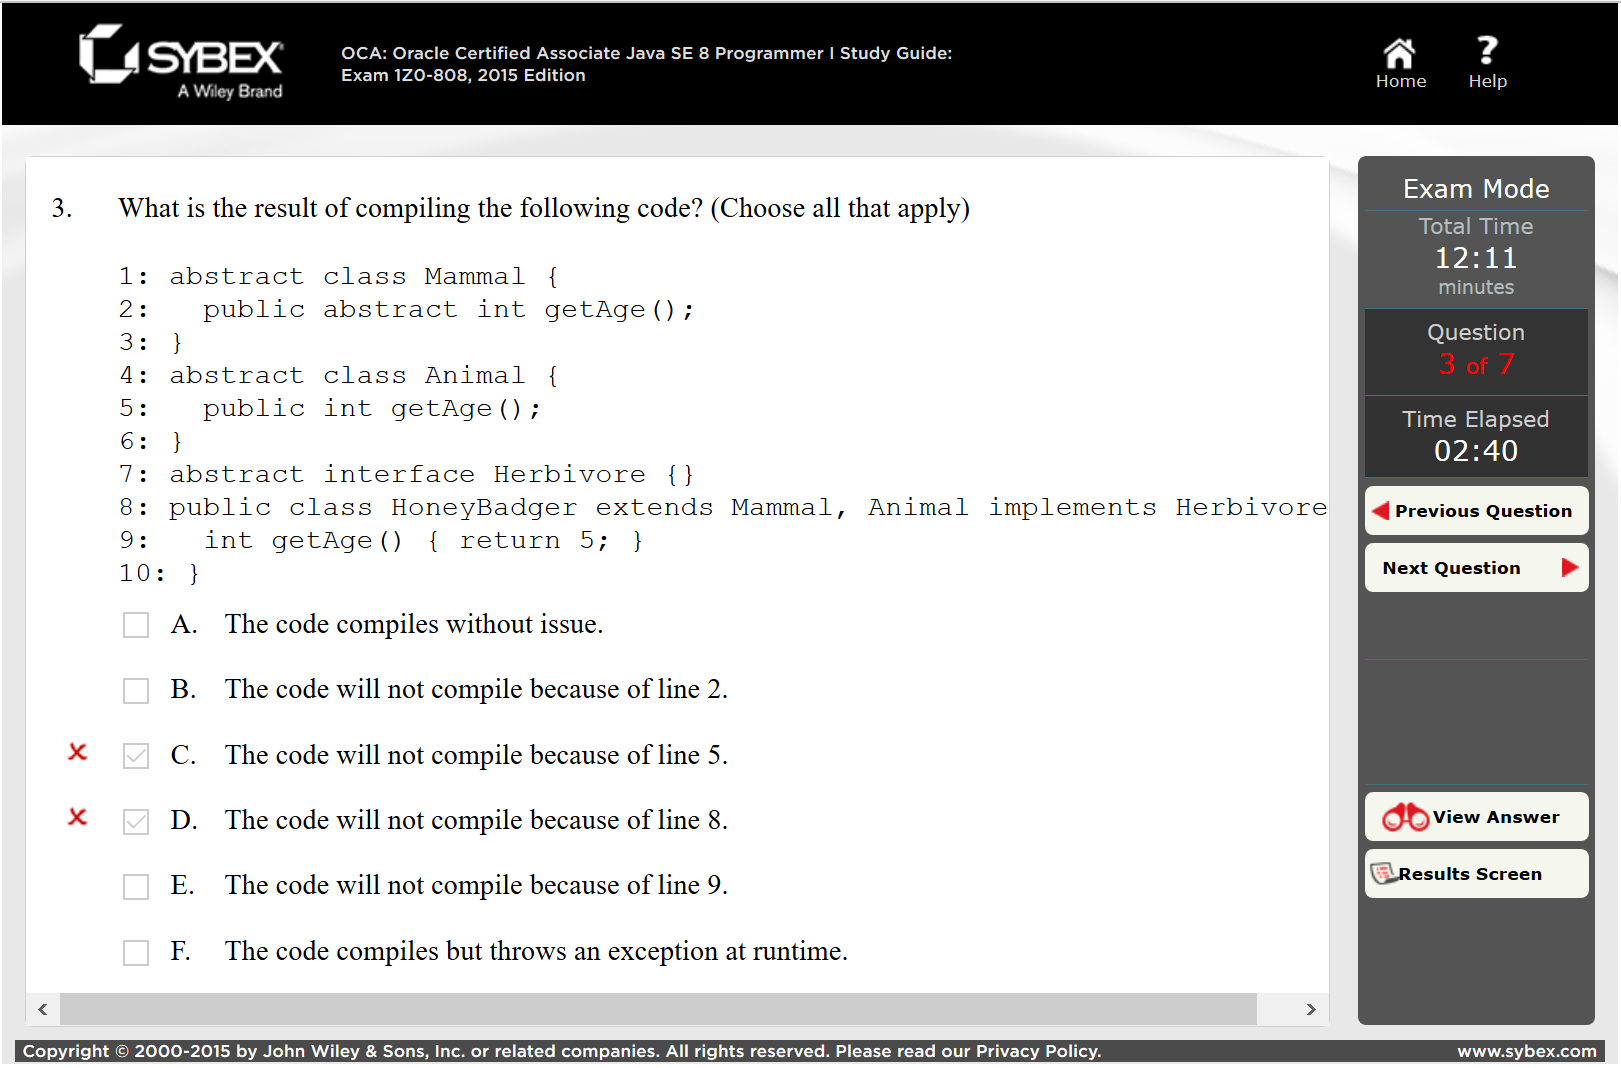 SYBEX
A Wiley Brand
OCA: Oracle Certified Associate Java SE 8 Programmer I Study Guide:
Exam 1Z0-808, 2015 Edition
Home
Help
3. What is the result of compiling the following code? (Choose all that apply)
1: abstract class Mammal {
2:   public abstract int getAge();
3: }
4: abstract class Animal {
5:   public int getAge();
6: }
7: abstract interface Herbivore {}
8: public class HoneyBadger extends Mammal, Animal implements Herbivore
9:   int getAge() { return 5; }
10: }
A. The code compiles without issue.
B. The code will not compile because of line 2.
C. The code will not compile because of line 5.
D. The code will not compile because of line 8.
E. The code will not compile because of line 9.
F. The code compiles but throws an exception at runtime.
Exam Mode
Total Time
12:11
minutes
Question
3 of 7
Time Elapsed
02:40
Previous Question
Next Question
View Answer
Results Screen
Copyright © 2000-2015 by John Wiley & Sons, Inc. or related companies. All rights reserved. Please read our Privacy Policy.
www.sybex.com